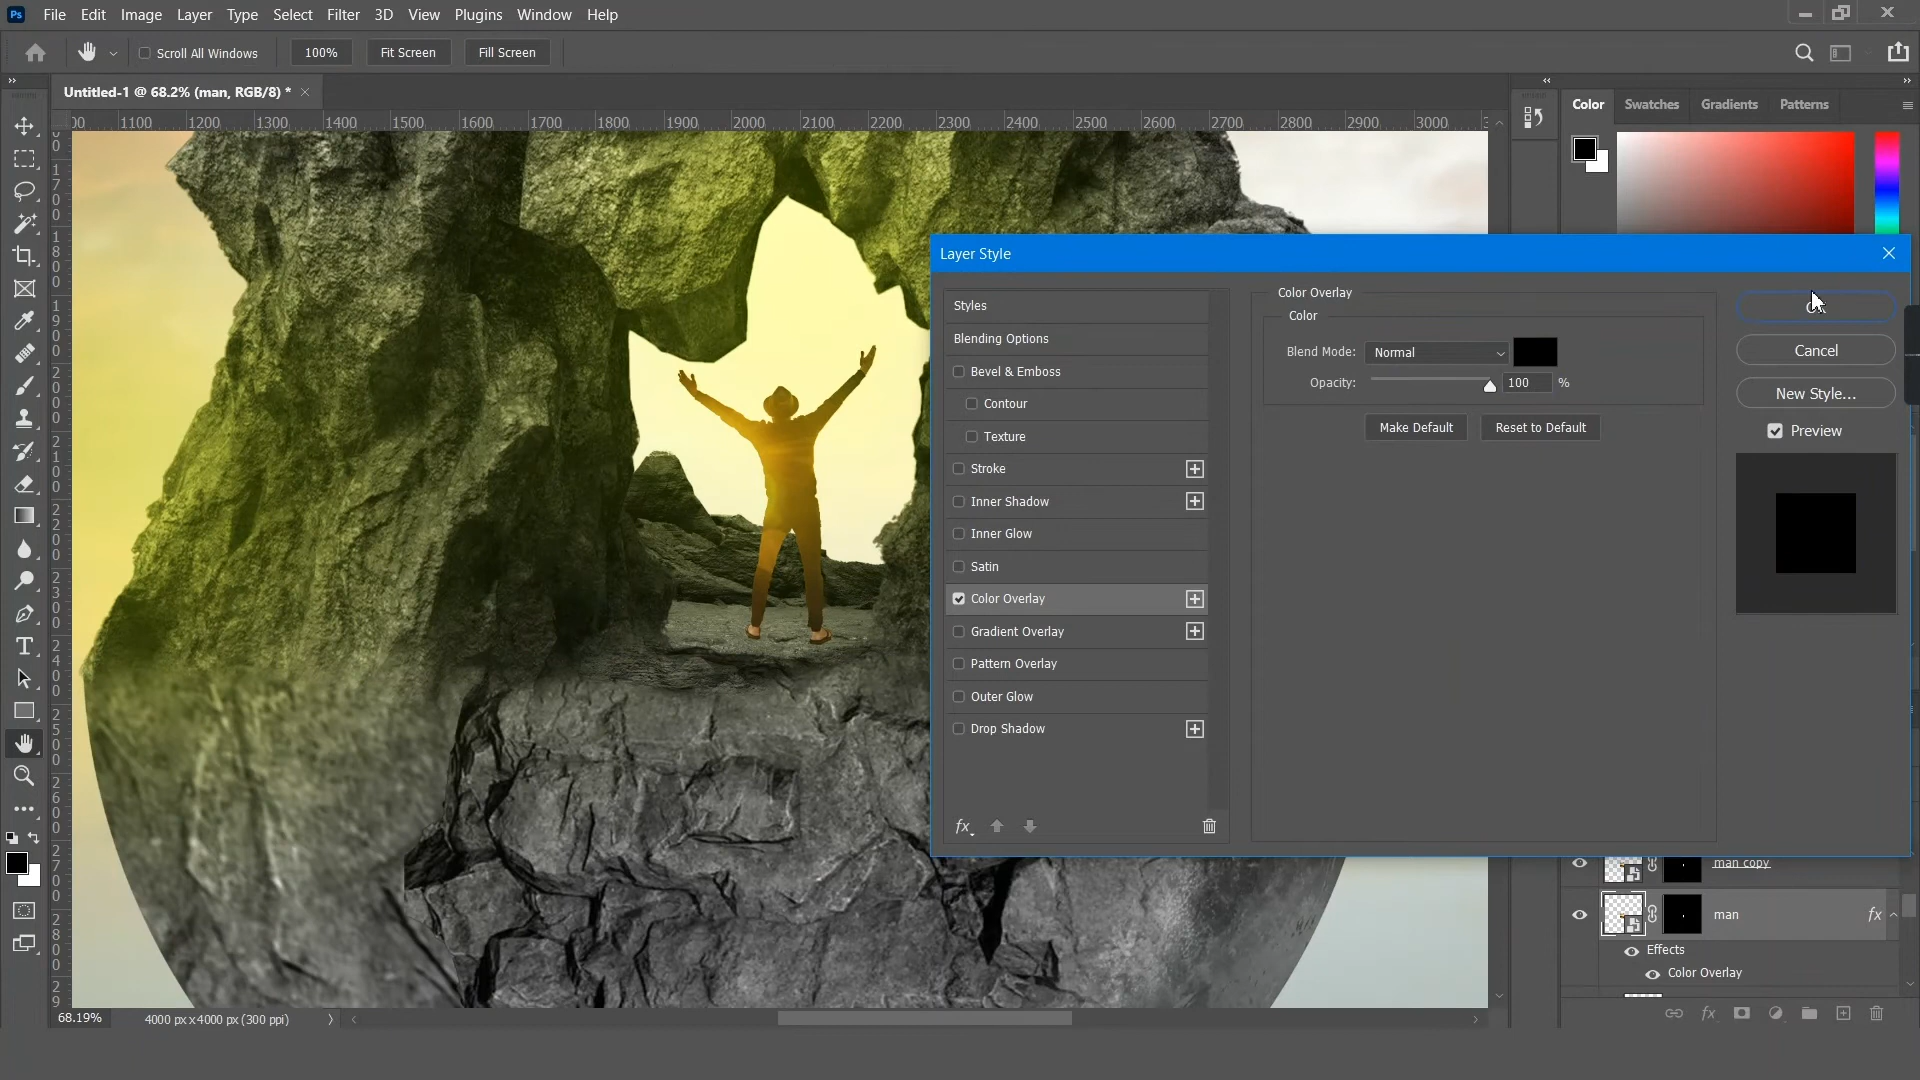 Ps File Edit Image Layer Type Select Filter 3D View Plugins Window Help
Scroll All Windows 100% Fit Screen Fill Screen
Untitled-1 @ 68.2% (man, RGB/8) *
1100 1200 1300 1400 1500 1600 1700 1800 1900 2000 2100 2200 2300 2400 2500 2600 2700 2800 2900 3000
Color Swatches Gradients Patterns
Layer Style
Styles
Blending Options
Bevel & Emboss
Contour
Texture
Stroke
Inner Shadow
Inner Glow
Satin
Color Overlay
Gradient Overlay
Pattern Overlay
Outer Glow
Drop Shadow
fx
Color Overlay
Color
Blend Mode: Normal
Opacity: 100 %
Make Default Reset to Default
Cancel
New Style...
Preview
man copy
man fx
Effects
Color Overlay
fx
68.19% 4000 px x 4000 px (300 ppi)